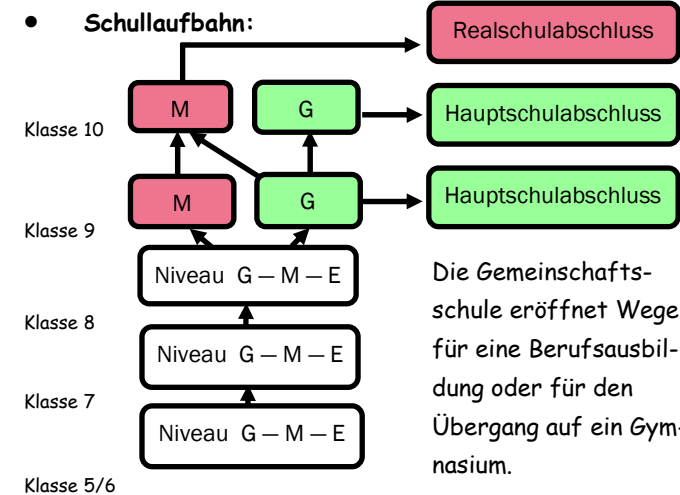 • Schullaufbahn:
Realschulabschluss
M
G
Hauptschulabschluss
Klasse 10
M
G
Hauptschulabschluss
Klasse 9
Niveau G — M — E
Klasse 8
Niveau G — M — E
Klasse 7
Niveau G — M — E
Klasse 5/6
Die Gemeinschafts-
schule eröffnet Wege
für eine Berufsausbil-
dung oder für den
Übergang auf ein Gym-
nasium.